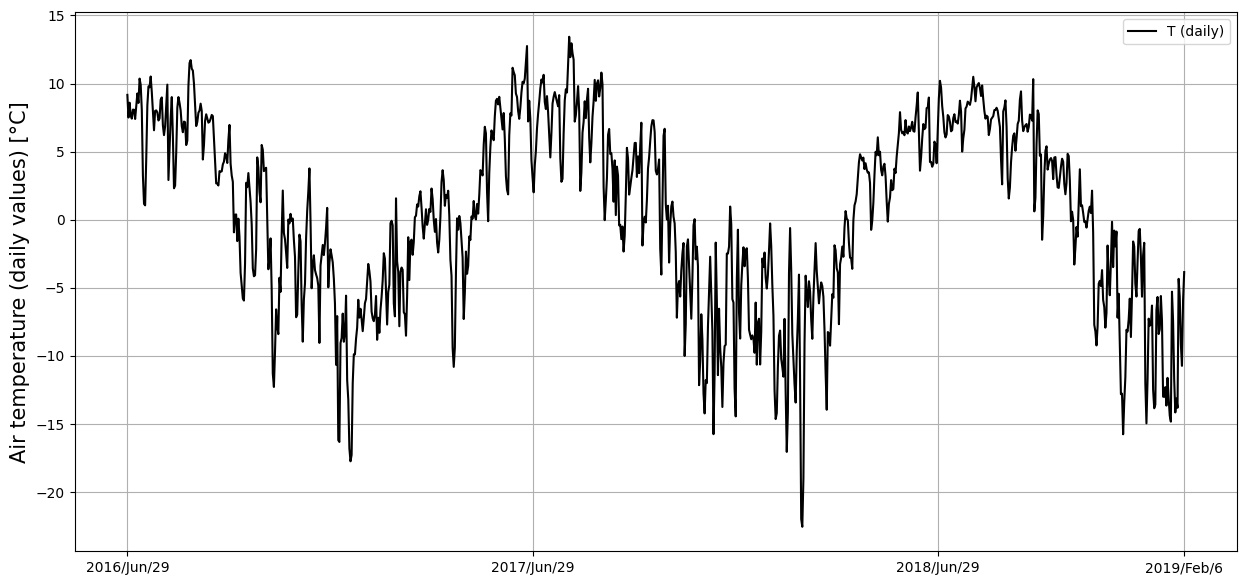 Air temperature (daily values) [°C]
15
10
5
0
−5
−10
−15
−20
T (daily)
2016/Jun/29 2017/Jun/29 2018/Jun/29 2019/Feb/6